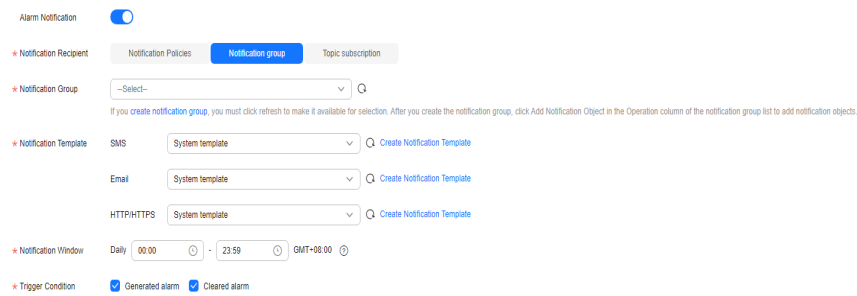 Alarm Notification
* Notification Recipient Notification Policies Notification group Topic subscription
* Notification Group --Select--
If you create notification group, you must click refresh to make it available for selection. After you create the notification group, click Add Notification Object in the Operation column of the notification group list to add notification objects.
* Notification Template SMS System template Create Notification Template
Email System template Create Notification Template
HTTP/HTTPS System template Create Notification Template
* Notification Window Daily 00:00 - 23:59 GMT+08:00 ?
* Trigger Condition Generated alarm Cleared alarm